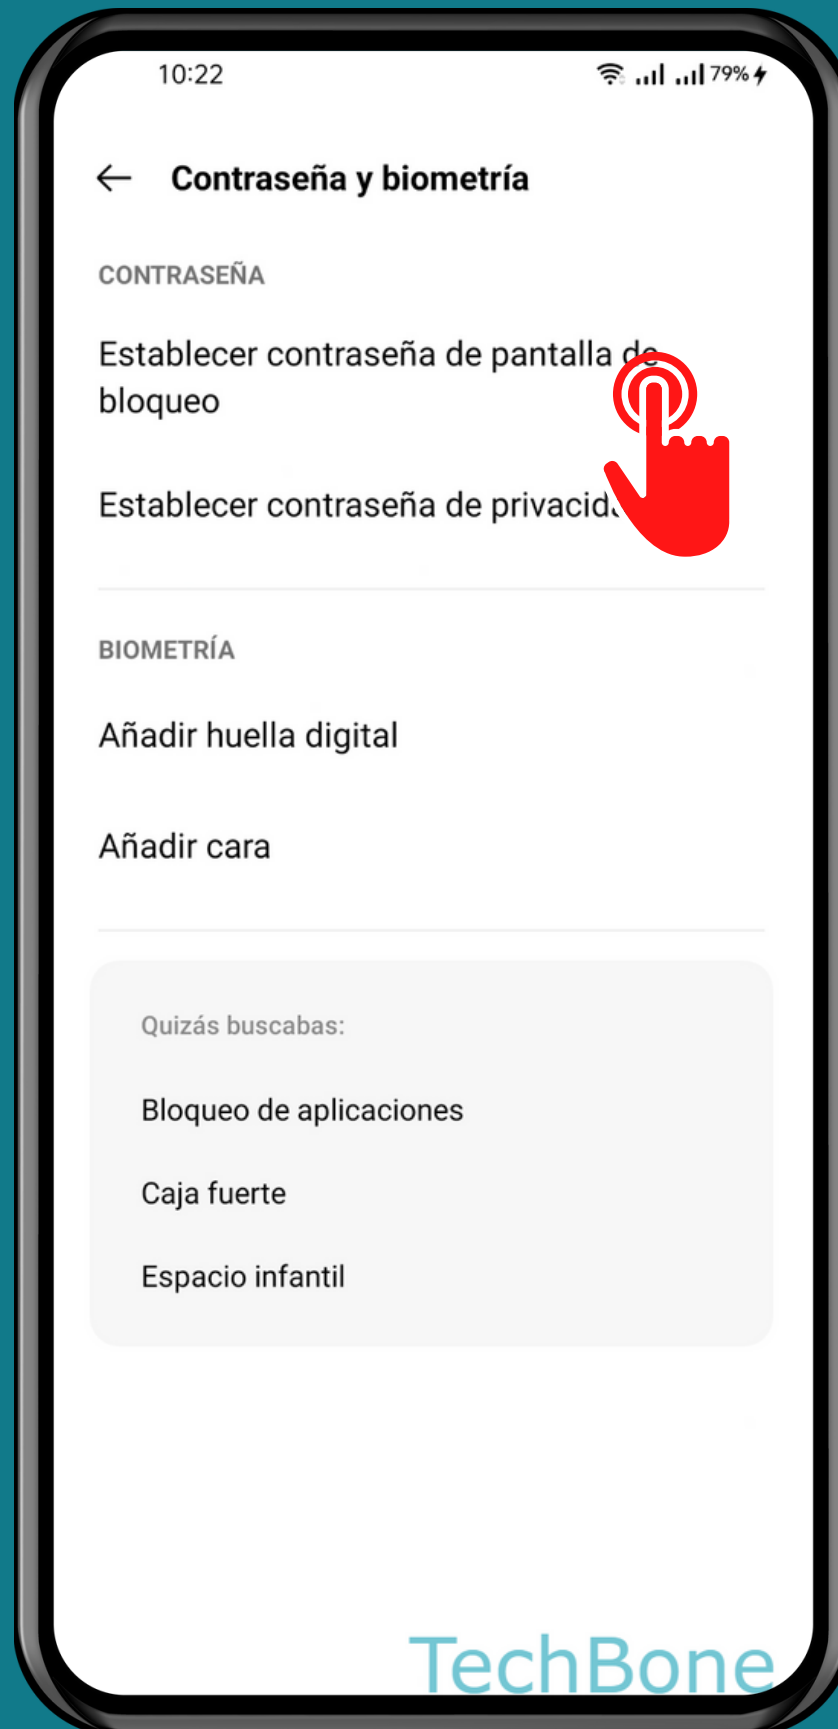 10:22
79%
Contraseña y biometría
CONTRASEÑA
Establecer contraseña de pantalla de
bloqueo
Establecer contraseña de
BIOMETRÍA
Añadir huella digital
Añadir cara
Quizás buscabas:
Bloqueo de aplicaciones
Caja fuerte
Espacio infantil
TechBone